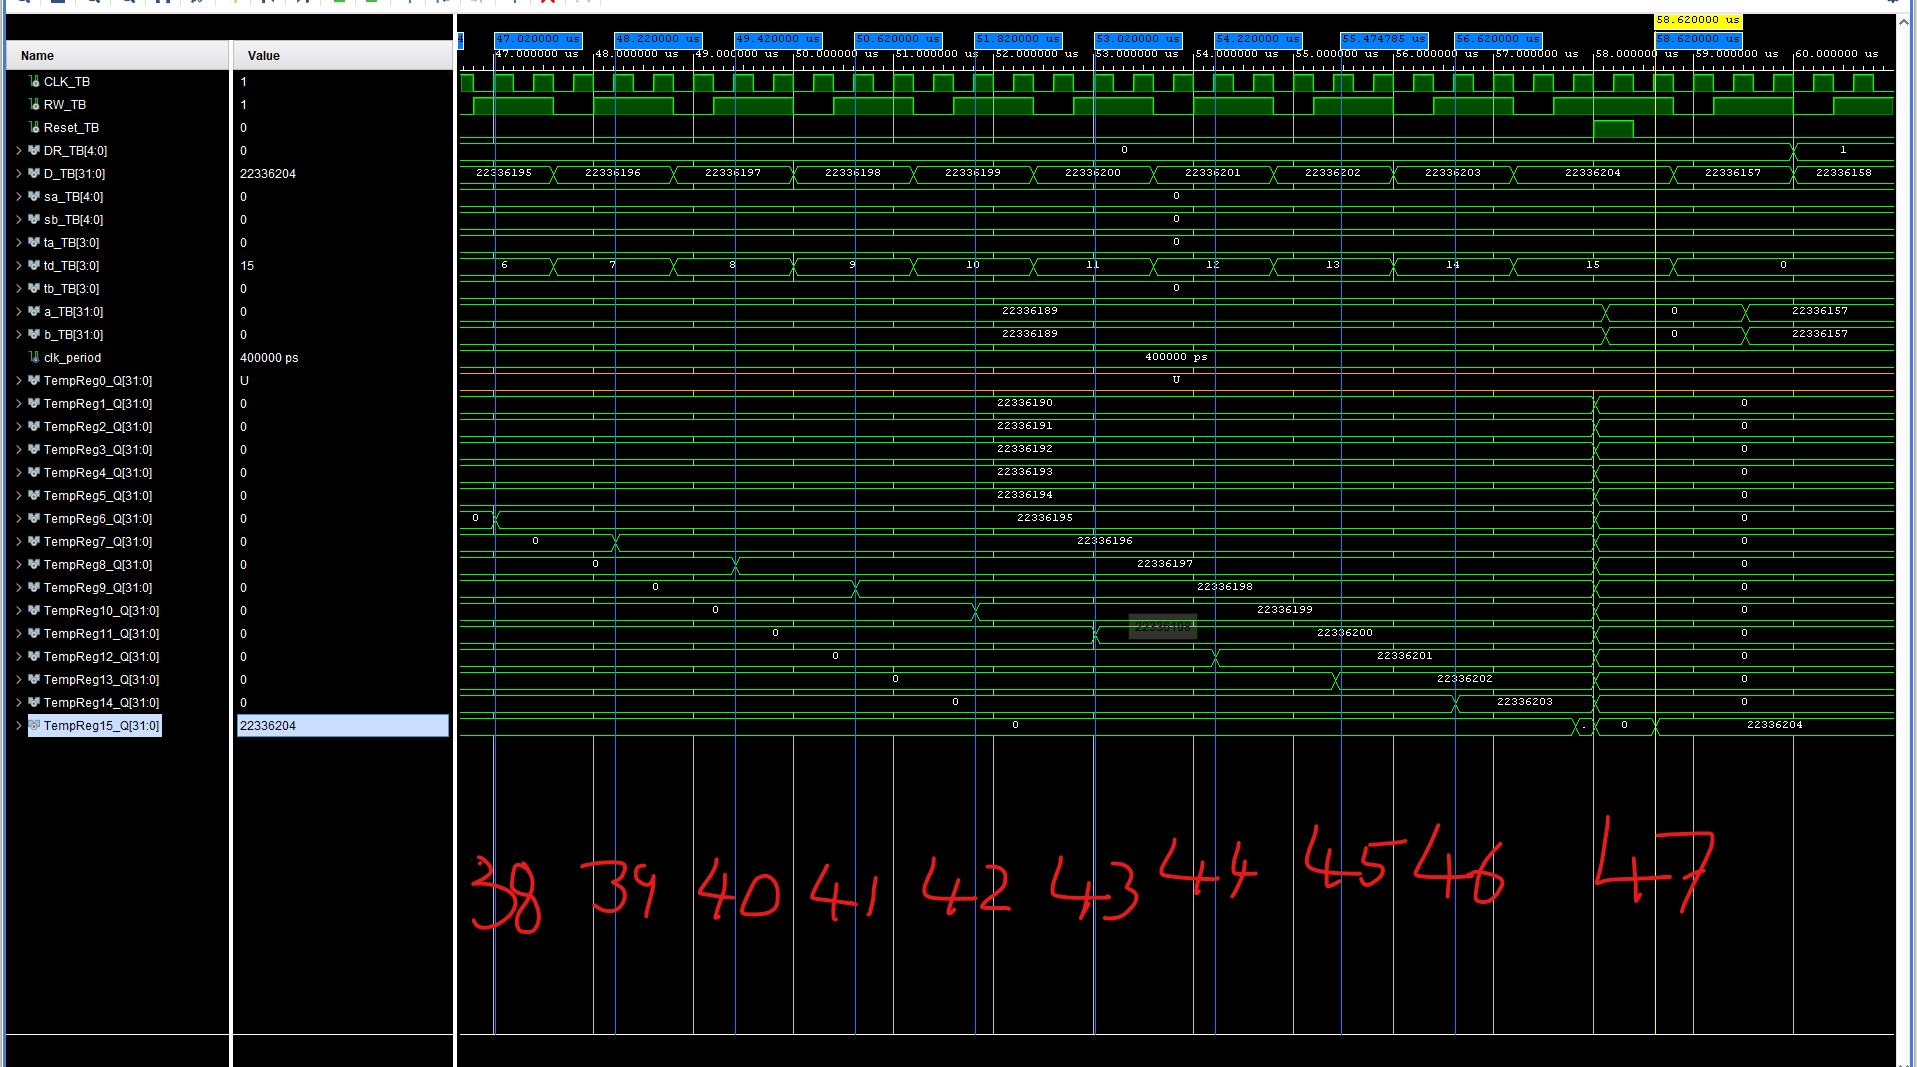 58.620000 us
47.020000 us 48.220000 us 49.420000 us 50.620000 us 51.820000 us 53.020000 us 54.220000 us 55.474785 us 56.620000 us 58.620000 us
Name Value 47.000000 us 48.000000 us 49.000000 us 50.000000 us 51.000000 us 52.000000 us 53.000000 us 54.000000 us 55.000000 us 56.000000 us 57.000000 us 58.000000 us 59.000000 us 60.000000 us
CLK_TB 1
RW_TB 1
Reset_TB 0
DR_TB[4:0] 0 0 1
D_TB[31:0] 22336204 22336195 22336196 22336197 22336198 22336199 22336200 22336201 22336202 22336203 22336204 22336157 22336158
sa_TB[4:0] 0 0
sb_TB[4:0] 0 0
ta_TB[3:0] 0 0
td_TB[3:0] 15 6 7 8 9 10 11 12 13 14 15 0
tb_TB[3:0] 0 0
a_TB[31:0] 0 22336189 0 22336157
b_TB[31:0] 0 22336189 0 22336157
clk_period 400000 ps 400000 ps
TempReg0_Q[31:0] U U
TempReg1_Q[31:0] 0 22336190 0
TempReg2_Q[31:0] 0 22336191 0
TempReg3_Q[31:0] 0 22336192 0
TempReg4_Q[31:0] 0 22336193 0
TempReg5_Q[31:0] 0 22336194 0
TempReg6_Q[31:0] 0 0 22336195 0
TempReg7_Q[31:0] 0 0 22336196 0
TempReg8_Q[31:0] 0 0 22336197 0
TempReg9_Q[31:0] 0 0 22336198 0
TempReg10_Q[31:0] 0 0 22336199 0
TempReg11_Q[31:0] 0 0 22336200 0
TempReg12_Q[31:0] 0 0 22336201 0
TempReg13_Q[31:0] 0 0 22336202 0
TempReg14_Q[31:0] 0 0 22336203 0
TempReg15_Q[31:0] 22336204 0 . 0 22336204
38 39 40 41 42 43 44 45 46 47